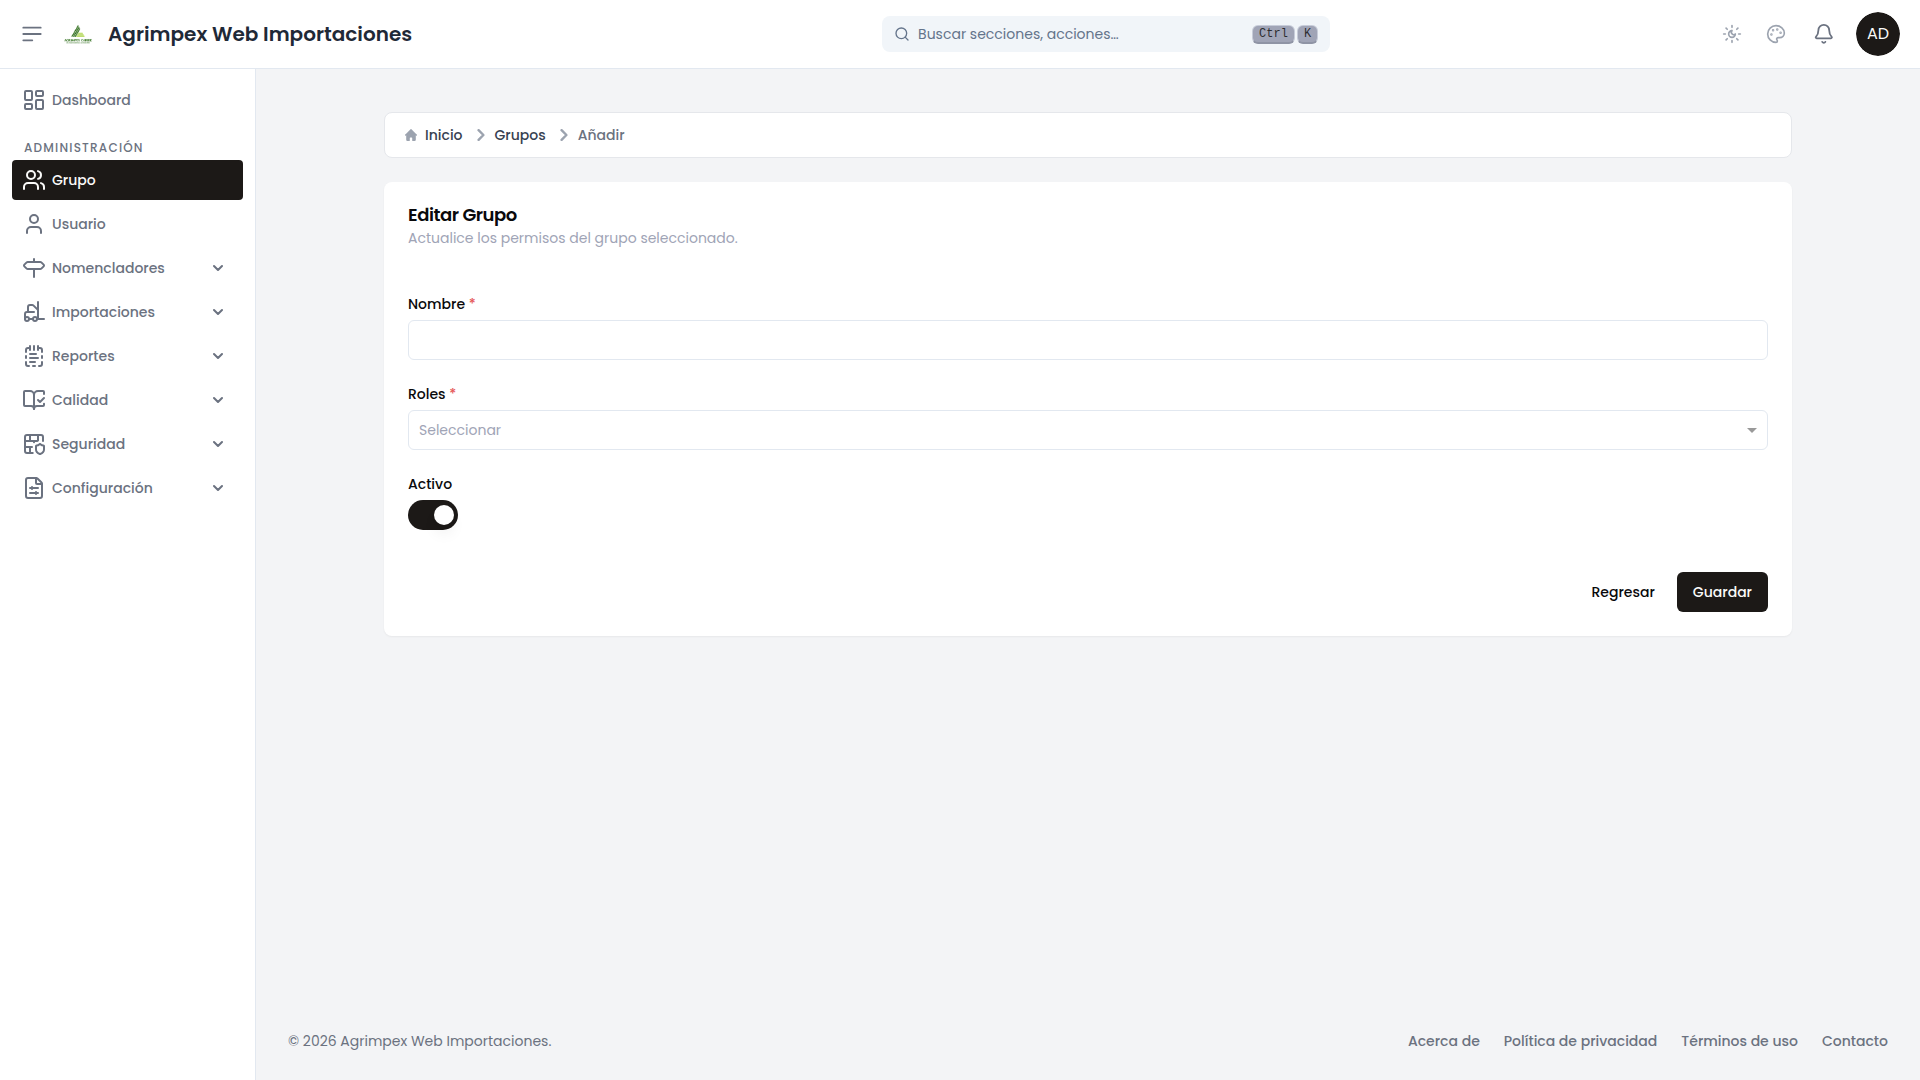 Agrimpex Web Importaciones
Buscar secciones, acciones...
Ctrl K
AD
Dashboard
ADMINISTRACIÓN
Grupo
Usuario
Nomencladores
Importaciones
Reportes
Calidad
Seguridad
Configuración
Inicio > Grupos > Añadir
Editar Grupo
Actualice los permisos del grupo seleccionado.
Nombre *
Roles *
Seleccionar
Activo
Regresar
Guardar
© 2026 Agrimpex Web Importaciones.
Acerca de
Política de privacidad
Términos de uso
Contacto